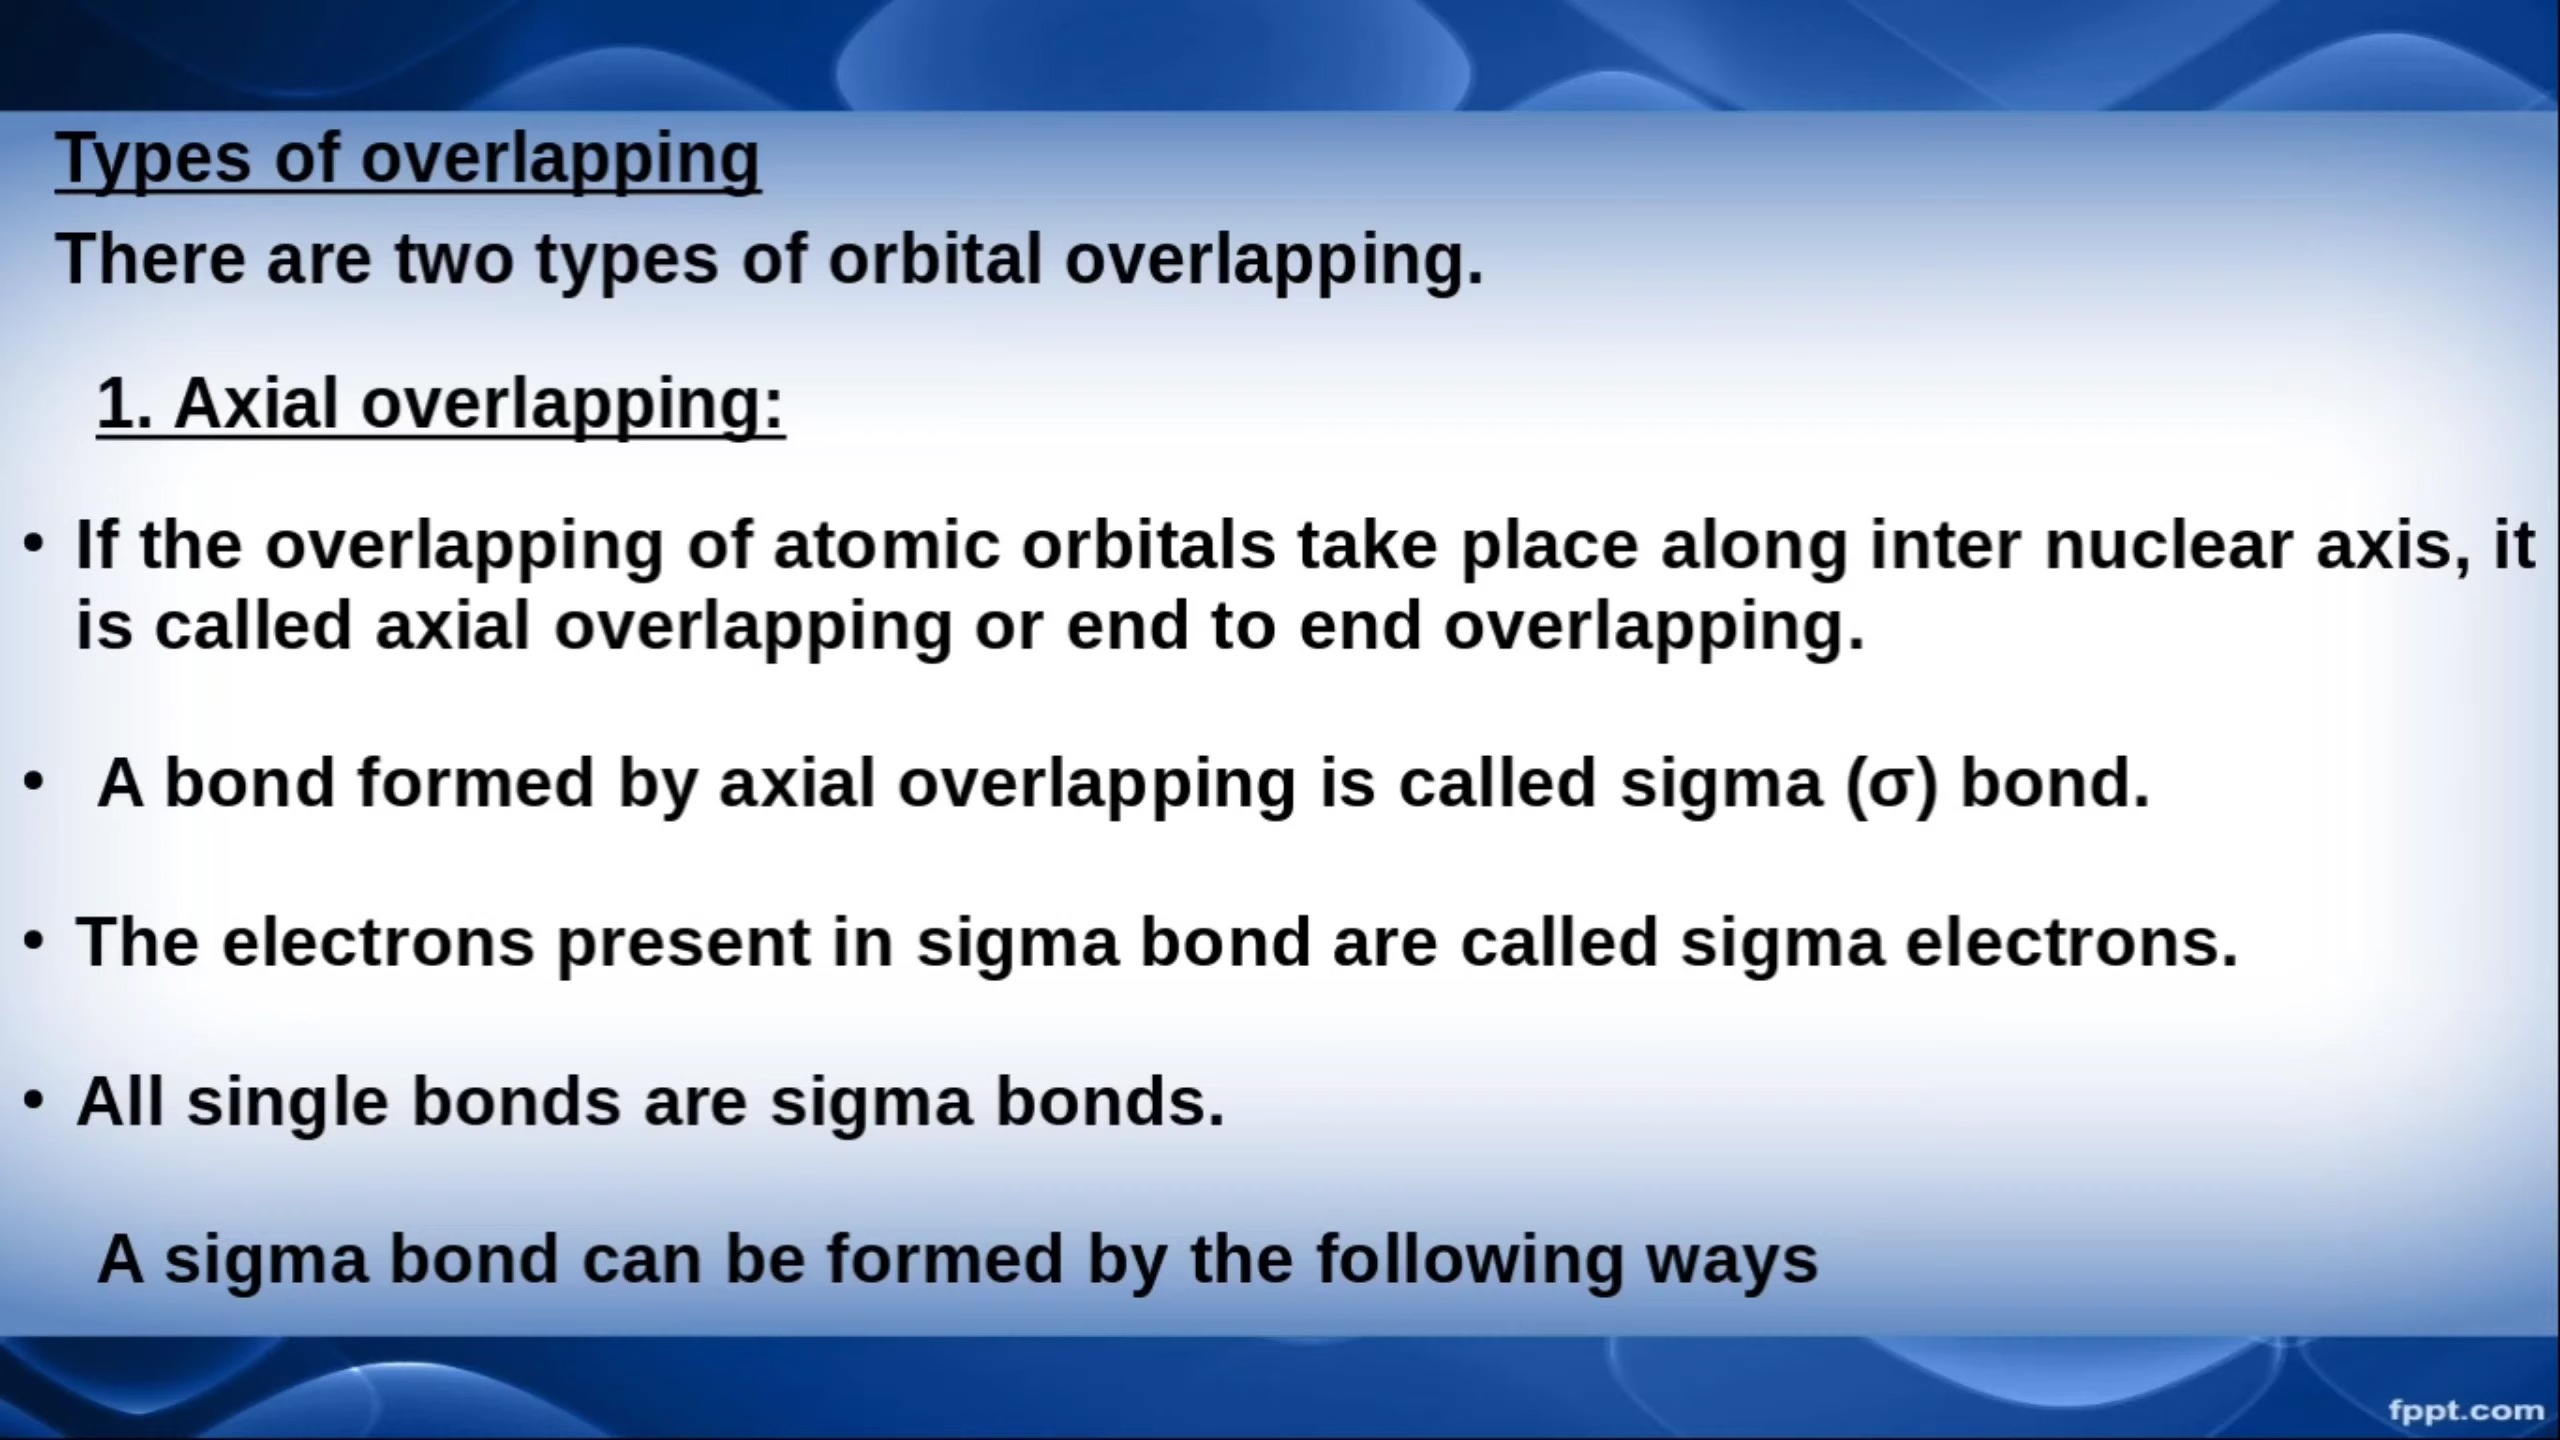 Types of overlapping
There are two types of orbital overlapping.
1. Axial overlapping:
• If the overlapping of atomic orbitals take place along inter nuclear axis, it
is called axial overlapping or end to end overlapping.
• A bond formed by axial overlapping is called sigma (σ) bond.
• The electrons present in sigma bond are called sigma electrons.
• All single bonds are sigma bonds.
A sigma bond can be formed by the following ways
fppt.com